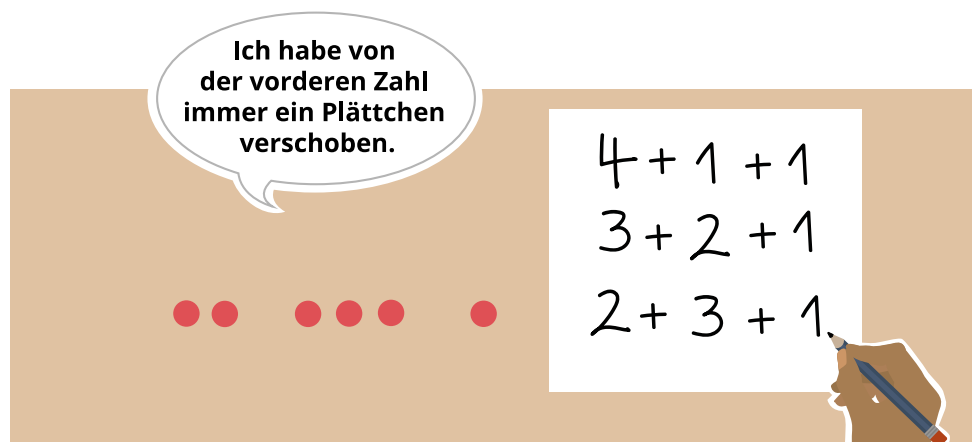 Ich habe von
der vorderen Zahl
immer ein Plättchen
verschoben.
4 + 1 + 1
3 + 2 + 1
2 + 3 + 1